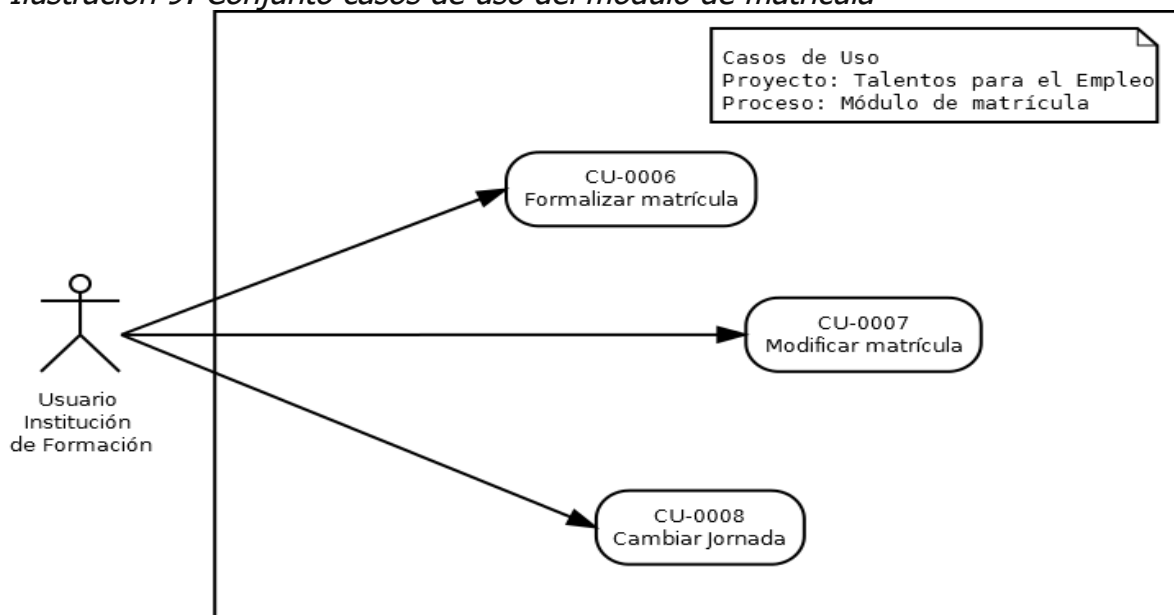 Ilustración 9: Conjunto casos de uso del módulo de matrícula
Casos de Uso
Proyecto: Talentos para el Empleo
Proceso: Módulo de matrícula
CU-0006
Formalizar matrícula
CU-0007
Modificar matrícula
Usuario
Institución
de Formación
CU-0008
Cambiar Jornada